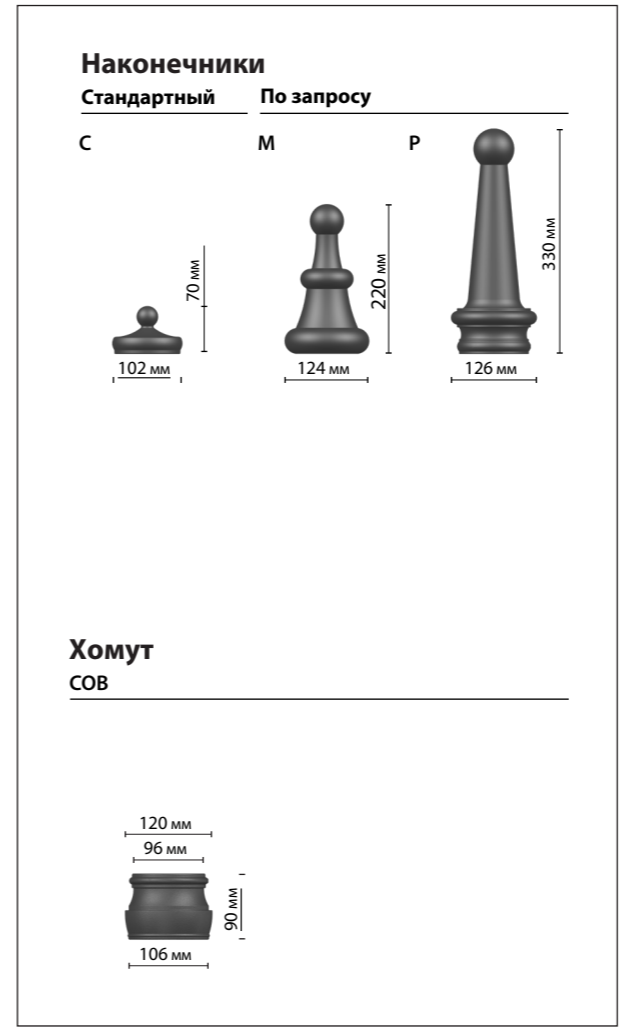 Наконечники
Стандартный По запросу
С М Р
70 мм
220 мм
330 мм
102 мм 124 мм 126 мм
Хомут
СОВ
120 мм
96 мм
90 мм
106 мм